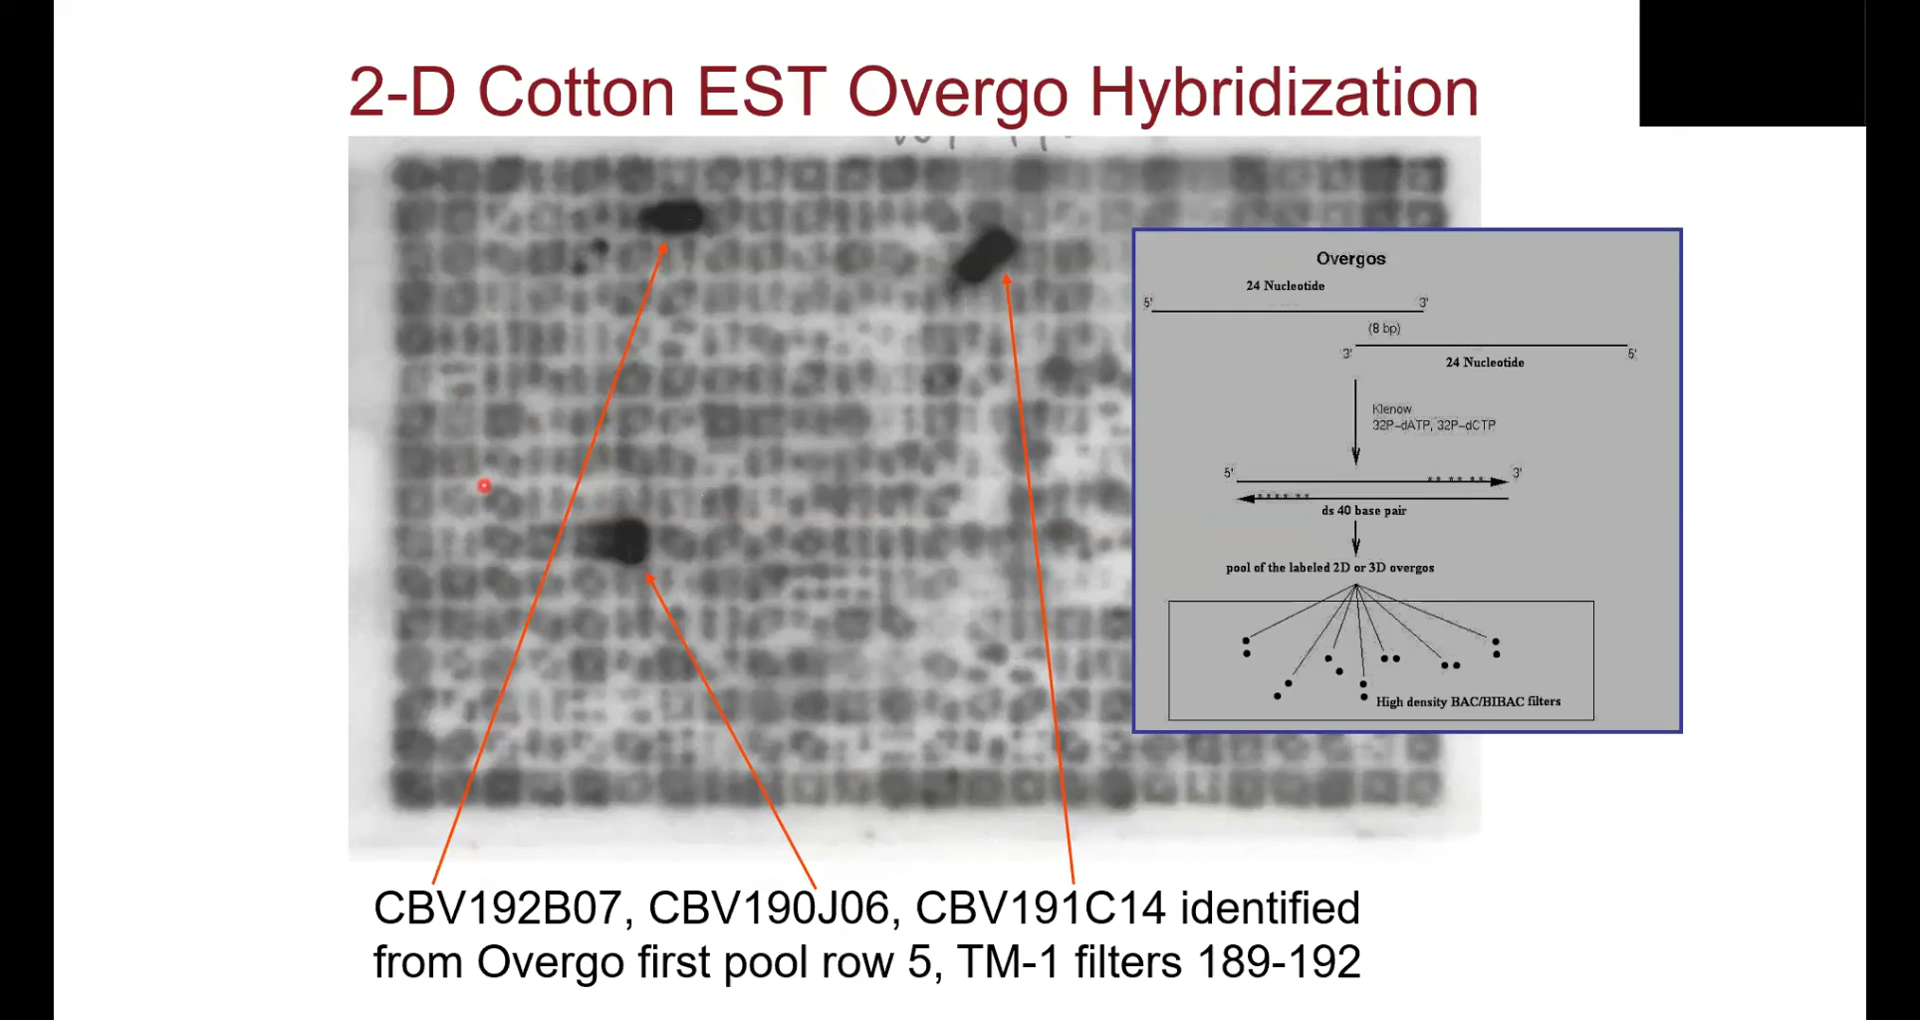 2-D Cotton EST Overgo Hybridization
Overgos
24 Nucleotide
5'
3'
(8 bp)
3'
5'
24 Nucleotide
Klenow
32P-dATP, 32P-dCTP
5'
3'
** ** **
**** **
ds 40 base pair
pool of the labeled 2D or 3D overgos
High density BAC/BIBAC filters
CBV192B07, CBV190J06, CBV191C14 identified
from Overgo first pool row 5, TM-1 filters 189-192